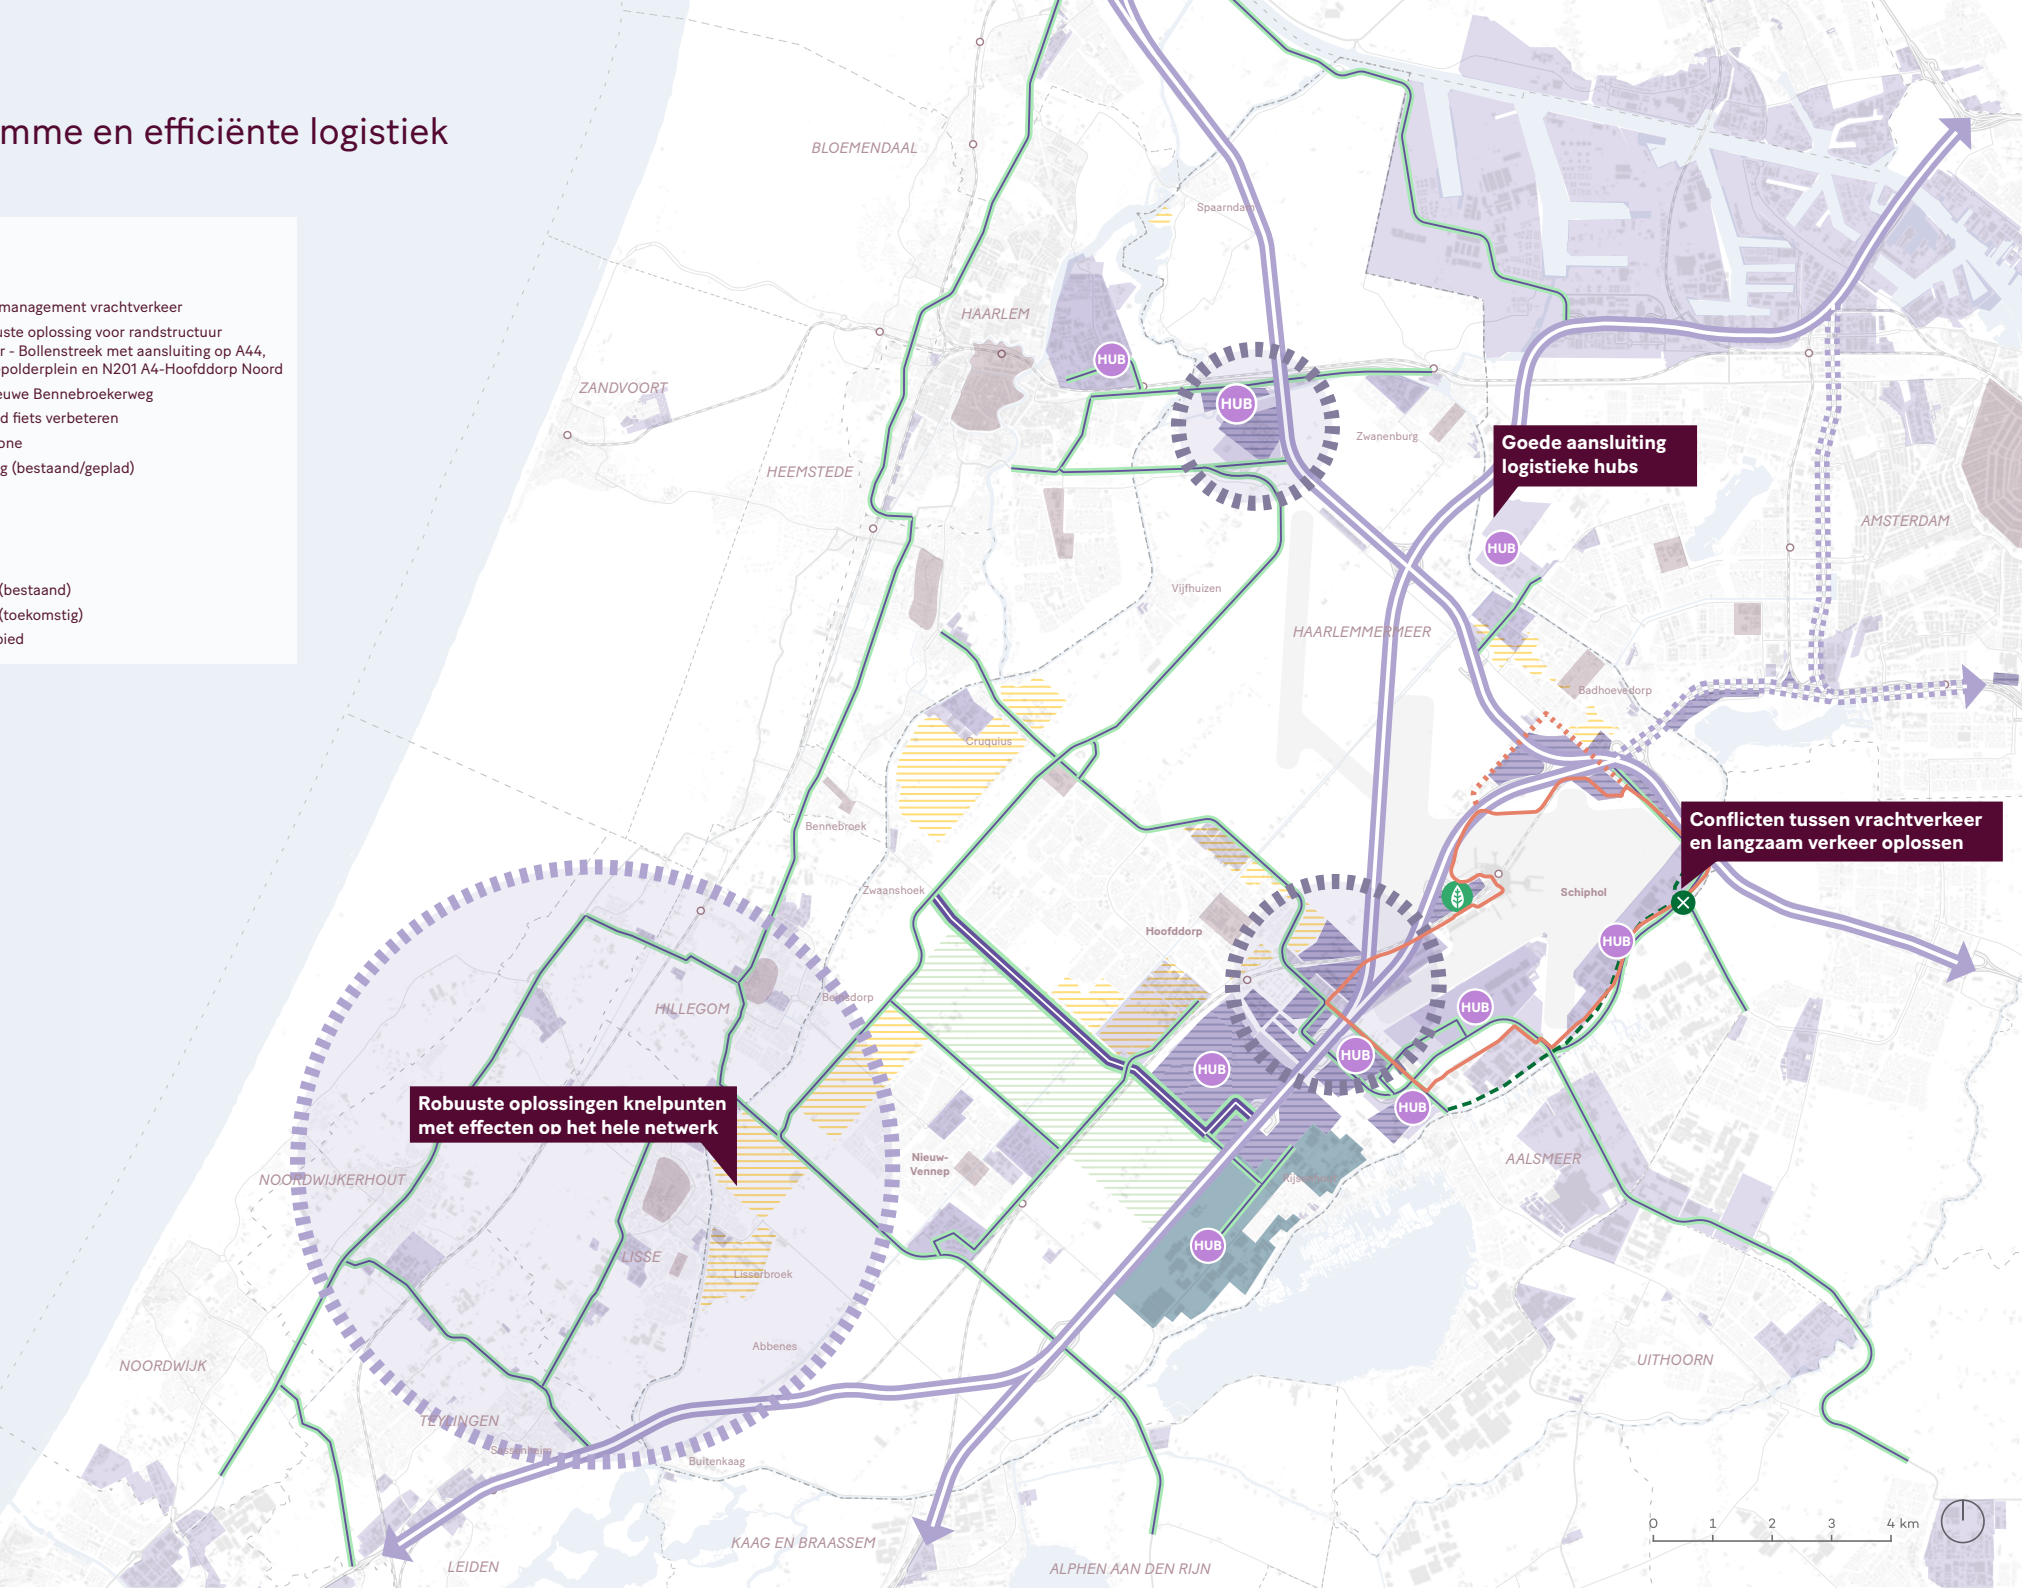 mme en efficiënte logistiek
management vrachtverkeer
uste oplossing voor randstructuur
r - Bollenstreek met aansluiting op A44,
epolderplein en N201 A4-Hoofddorp Noord
euwe Bennebroekerweg
d fiets verbeteren
one
g (bestaand/geplad)
(bestaand)
(toekomstig)
bied
BLOEMENDAAL
Spaarndam
HAARLEM
HUB
ZANDVOORT
HUB
Zwanenburg
Goede aansluiting
logistieke hubs
HEEMSTEDE
AMSTERDAM
HUB
Vijfhuizen
HAARLEMMERMEER
Badhoevedorp
Cruquius
Bennebroek
Conflicten tussen vrachtverkeer
en langzaam verkeer oplossen
Zwaanshoek
Schiphol
Hoofddorp
HUB
Beinsdorp
HILLEGOM
HUB
HUB
HUB
HUB
Robuuste oplossingen knelpunten
met effecten op het hele netwerk
Nieuw-
Vennep
AALSMEER
NOORDWIJKERHOUT
HUB
LISSE
Lisserbroek
Abbenes
NOORDWIJK
UITHOORN
TEYLINGEN
Sassenheim
Buitenkaag
0 1 2 3 4 km
KAAG EN BRAASSEM
LEIDEN
ALPHEN AAN DEN RIJN